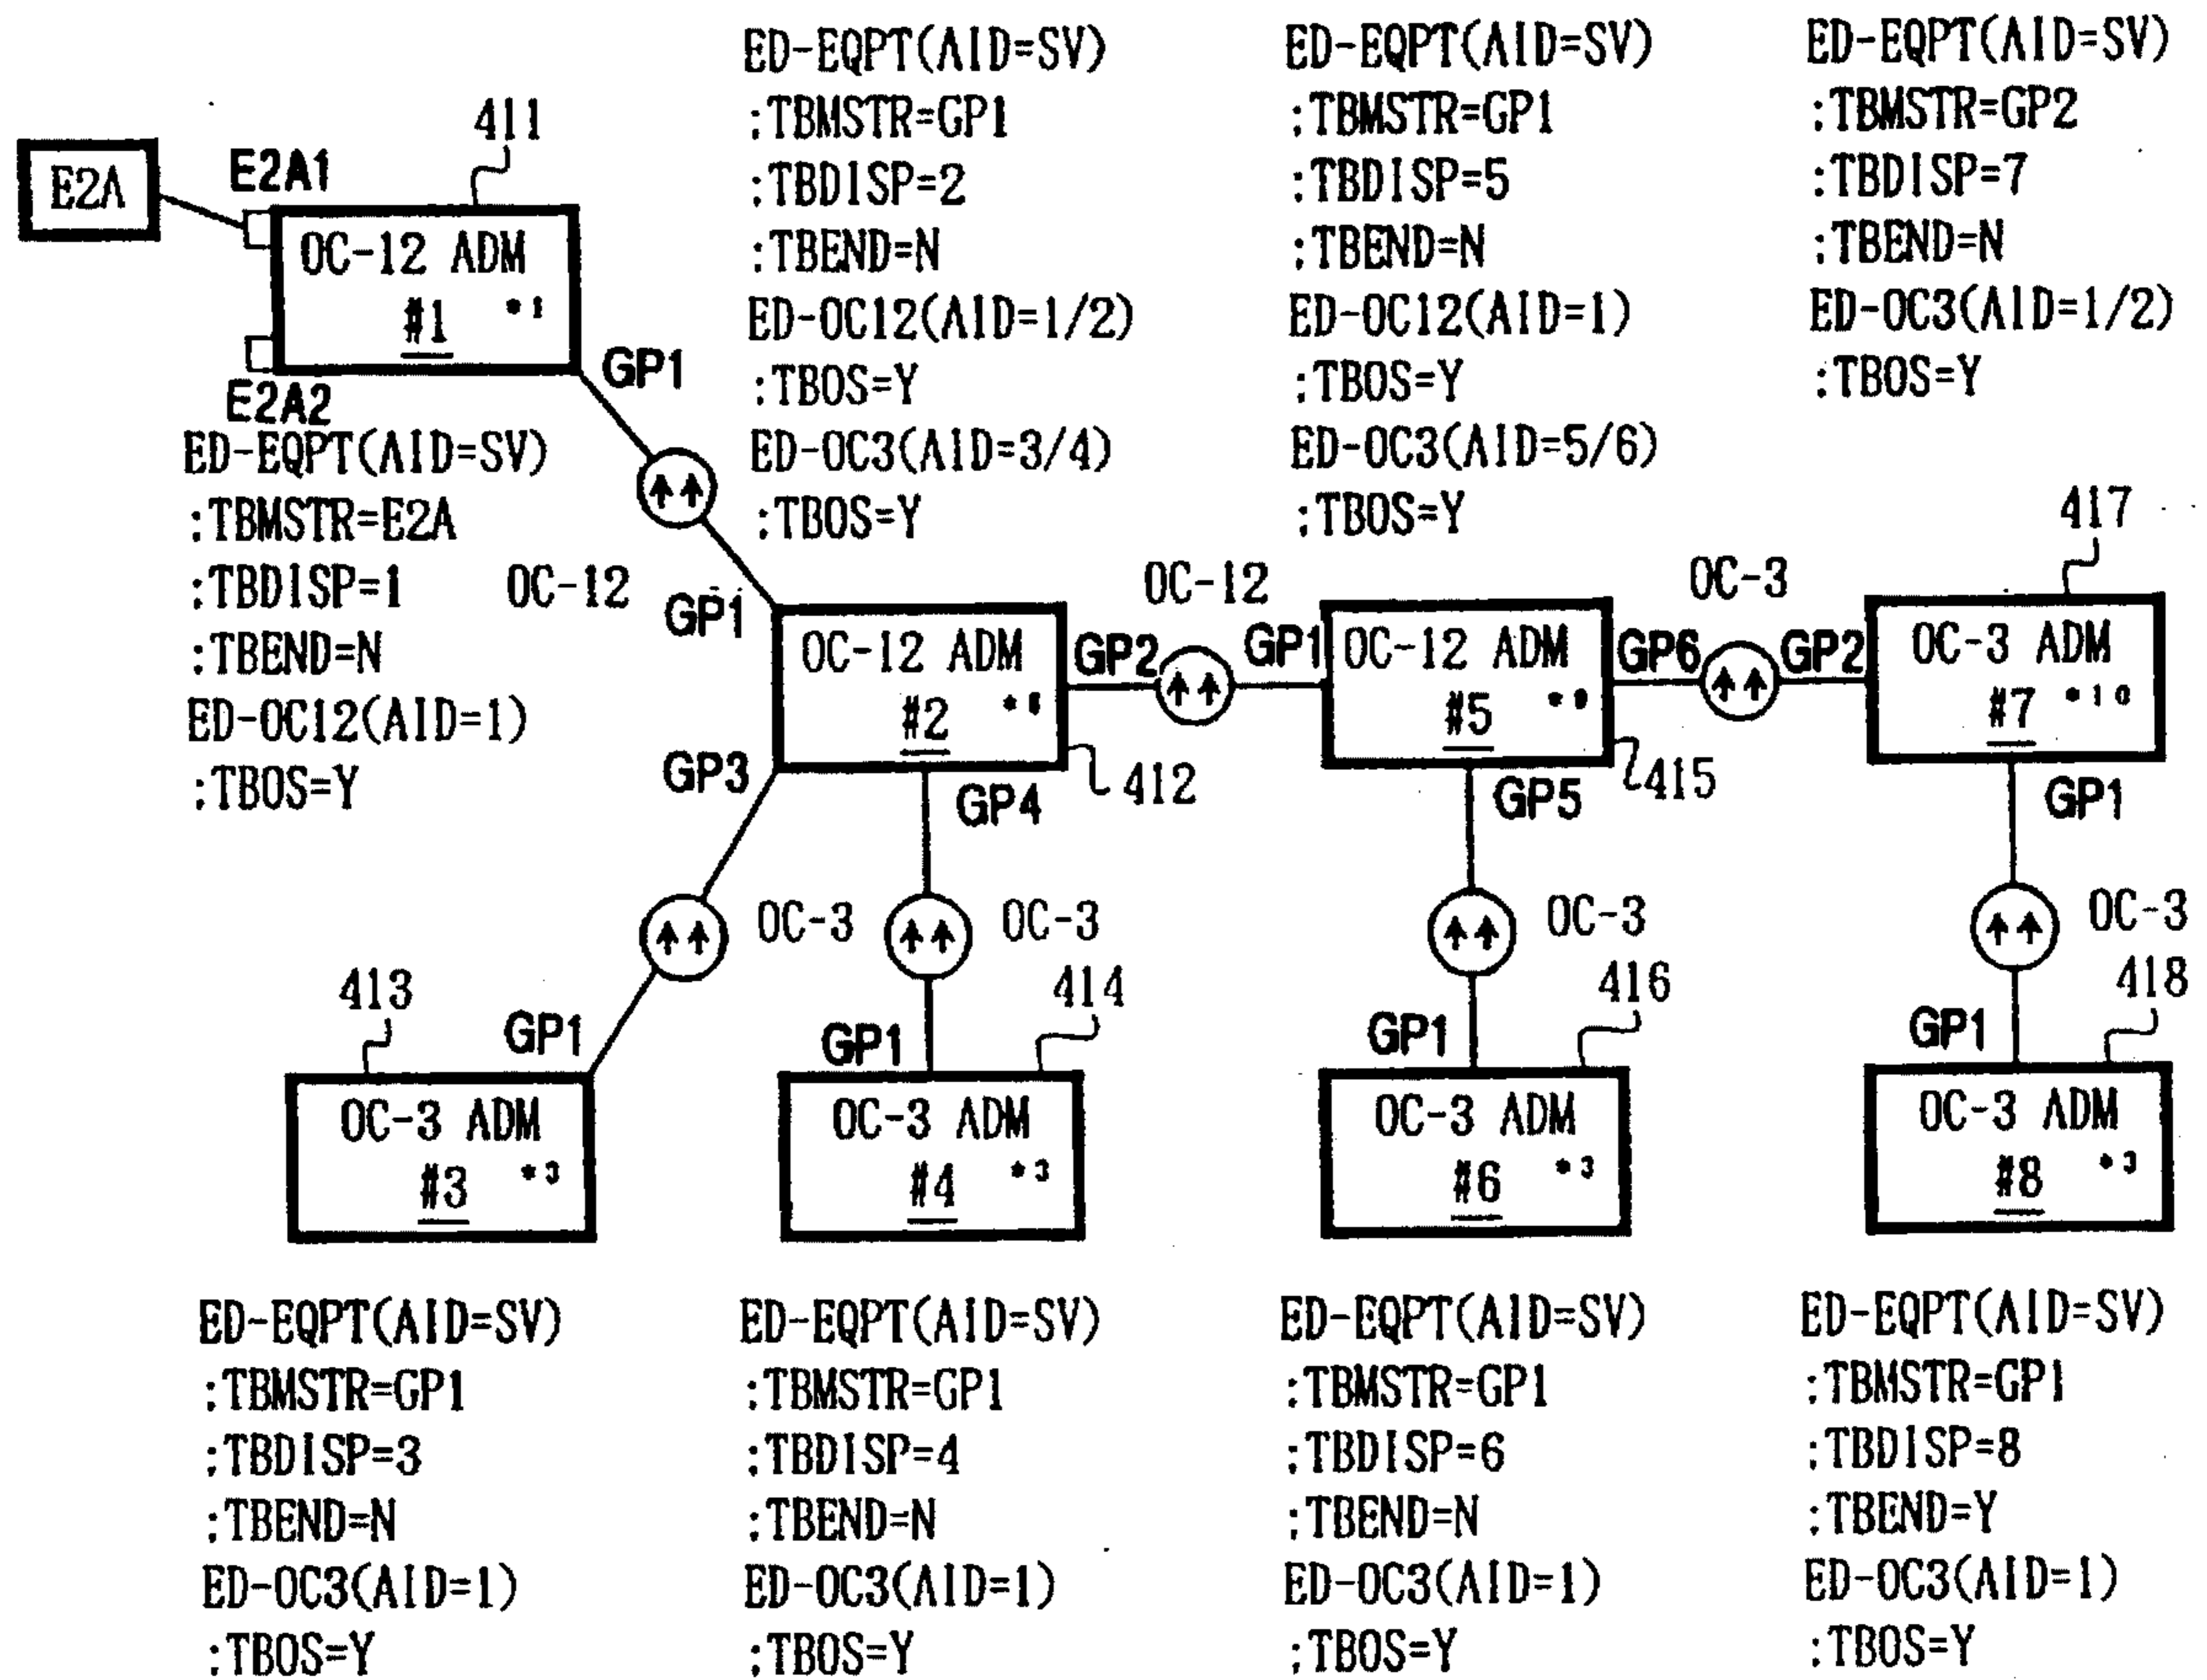 E2A
E2A1
E2A2
411
OC-12 ADM
#1 *1
GP1
ED-EQPT(AID=SV)
:TBMSTR=E2A
:TBDISP=1
:TBEND=N
ED-OC12(AID=1)
:TBOS=Y
ED-EQPT(AID=SV)
:TBMSTR=GP1
:TBDISP=2
:TBEND=N
ED-OC12(AID=1/2)
:TBOS=Y
ED-OC3(AID=3/4)
:TBOS=Y
ED-EQPT(AID=SV)
:TBMSTR=GP1
:TBDISP=5
:TBEND=N
ED-OC12(AID=1)
:TBOS=Y
ED-OC3(AID=5/6)
:TBOS=Y
ED-EQPT(AID=SV)
:TBMSTR=GP2
:TBDISP=7
:TBEND=N
ED-OC3(AID=1/2)
:TBOS=Y
OC-12
GP1
OC-12 ADM
#2
412
GP2
OC-12
GP1
OC-12 ADM
#5
415
GP6
OC-3
GP2
417
OC-3 ADM
#7 *10
GP3
GP4
GP5
GP1
OC-3
OC-3
OC-3
OC-3
413
GP1
OC-3 ADM
#3 *3
414
GP1
OC-3 ADM
#4 *3
416
GP1
OC-3 ADM
#6 *3
418
GP1
OC-3 ADM
#8 *3
ED-EQPT(AID=SV)
:TBMSTR=GP1
:TBDISP=3
:TBEND=N
ED-OC3(AID=1)
:TBOS=Y
ED-EQPT(AID=SV)
:TBMSTR=GP1
:TBDISP=4
:TBEND=N
ED-OC3(AID=1)
:TBOS=Y
ED-EQPT(AID=SV)
:TBMSTR=GP1
:TBDISP=6
:TBEND=N
ED-OC3(AID=1)
:TBOS=Y
ED-EQPT(AID=SV)
:TBMSTR=GP1
:TBDISP=8
:TBEND=Y
ED-OC3(AID=1)
:TBOS=Y